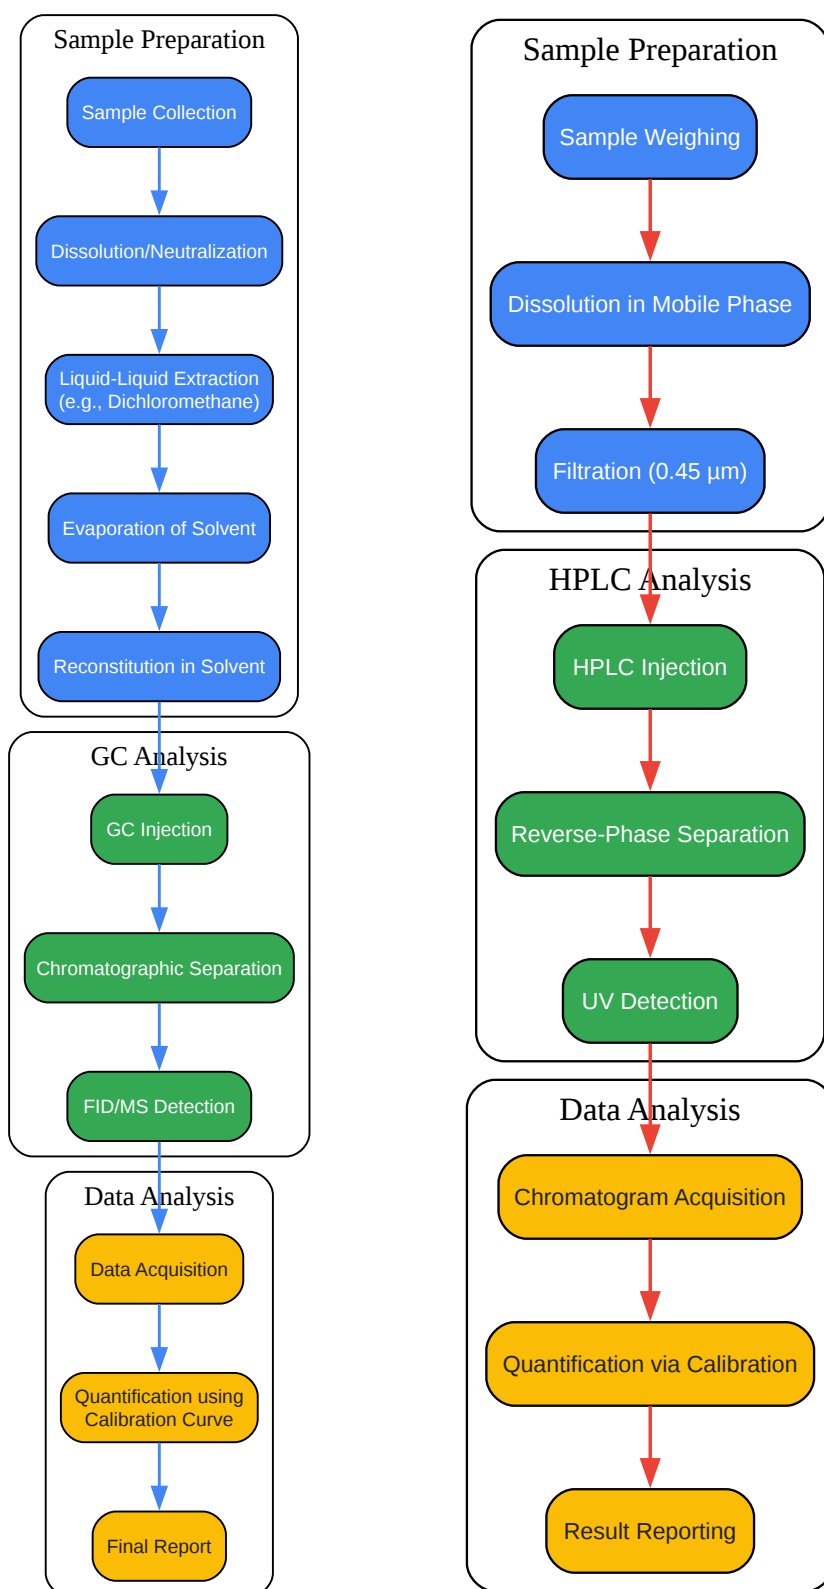 Sample Preparation
Sample Collection
Dissolution/Neutralization
Liquid-Liquid Extraction
(e.g., Dichloromethane)
Evaporation of Solvent
Reconstitution in Solvent
GC Analysis
GC Injection
Chromatographic Separation
FID/MS Detection
Data Analysis
Data Acquisition
Quantification using
Calibration Curve
Final Report
Sample Preparation
Sample Weighing
Dissolution in Mobile Phase
Filtration (0.45 µm)
HPLC Analysis
HPLC Injection
Reverse-Phase Separation
UV Detection
Data Analysis
Chromatogram Acquisition
Quantification via Calibration
Result Reporting